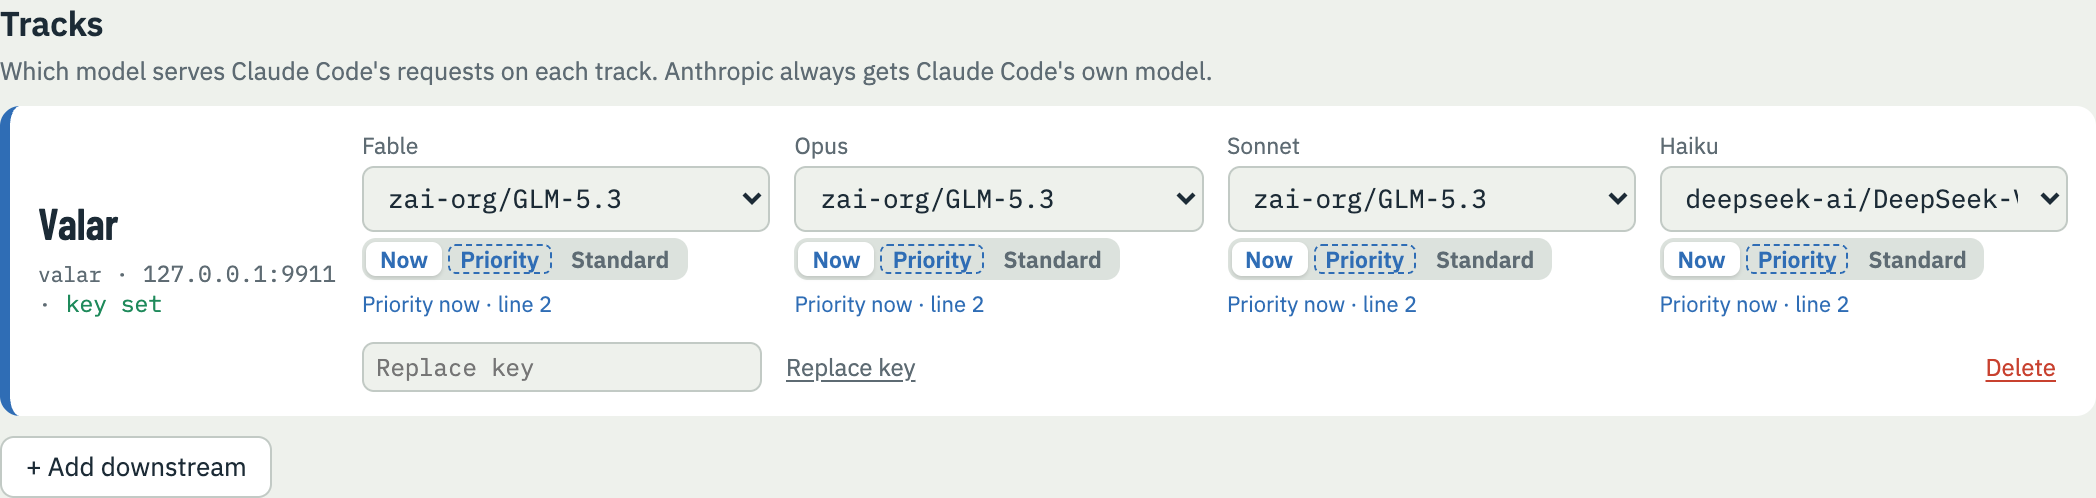 Tracks
Which model serves Claude Code's requests on each track. Anthropic always gets Claude Code's own model.
Valar
valar · 127.0.0.1:9911
· key set
Fable
zai-org/GLM-5.3
Now Priority Standard
Priority now · line 2
Opus
zai-org/GLM-5.3
Now Priority Standard
Priority now · line 2
Sonnet
zai-org/GLM-5.3
Now Priority Standard
Priority now · line 2
Haiku
deepseek-ai/DeepSeek-
Now Priority Standard
Priority now · line 2
Replace key
Replace key
Delete
+ Add downstream